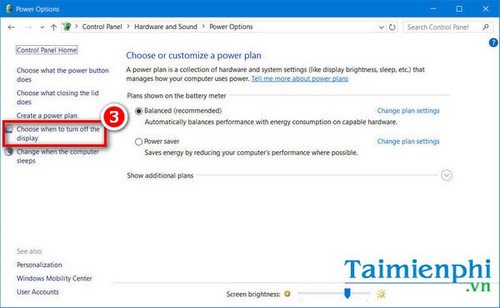 Power Options
Control Panel > Hardware and Sound > Power Options
Search Control Panel
Control Panel Home
Choose what the power button
does
Choose what closing the lid
does
Create a power plan
Choose when to turn off the
display
3
Change when the computer
sleeps
Choose or customize a power plan
A power plan is a collection of hardware and system settings (like display brightness, sleep, etc.) that
manages how your computer uses power. Tell me more about power plans
Plans shown on the battery meter
Balanced (recommended) Change plan settings
Automatically balances performance with energy consumption on capable hardware.
Power saver Change plan settings
Saves energy by reducing your computer's performance where possible.
Show additional plans
See also
Personalization
Windows Mobility Center
User Accounts
Screen brightness:
Taimienphi
.vn